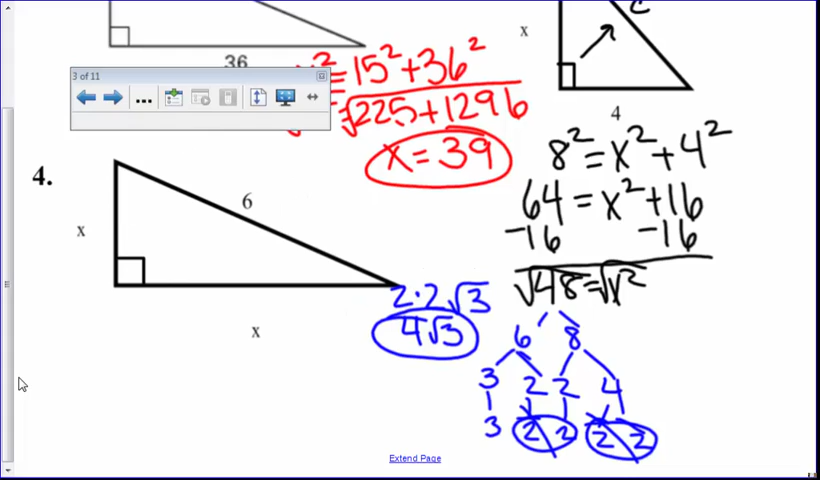 36
3 of 11
...
= 15² + 36²
= √225 + 1296
x = 39
x
c
4
8² = x² + 4²
64 = x² + 16
-16 -16
√48 = √x²
6 8
3 2 2 4
3 2 2 2 2
4.
6
x
x
2·2√3
4√3
Extend Page